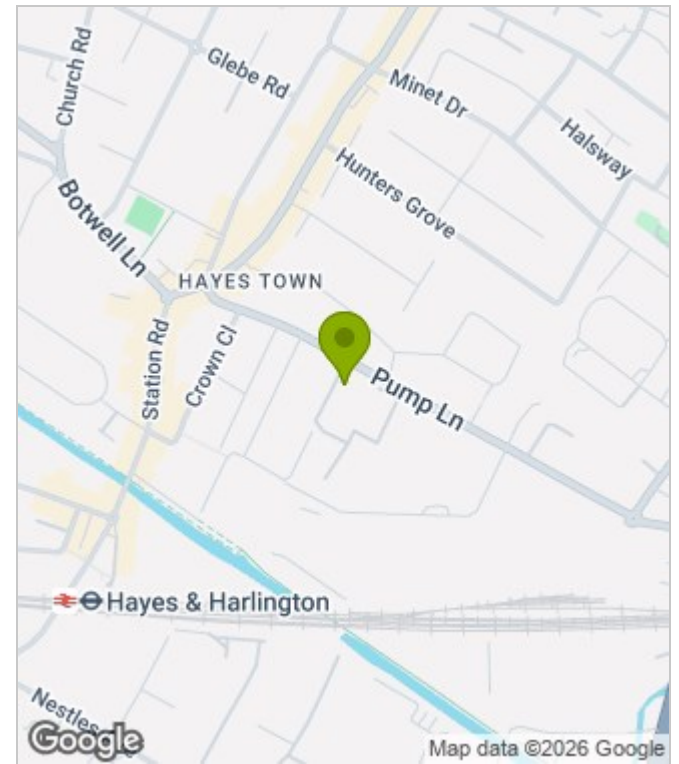 Church Rd
Glebe Rd
Minet Dr
Halsway
Hunters Grove
Botwell Ln
HAYES TOWN
Station Rd
Crown Cl
Pump Ln
Hayes & Harlington
Google
Map data ©2026 Google